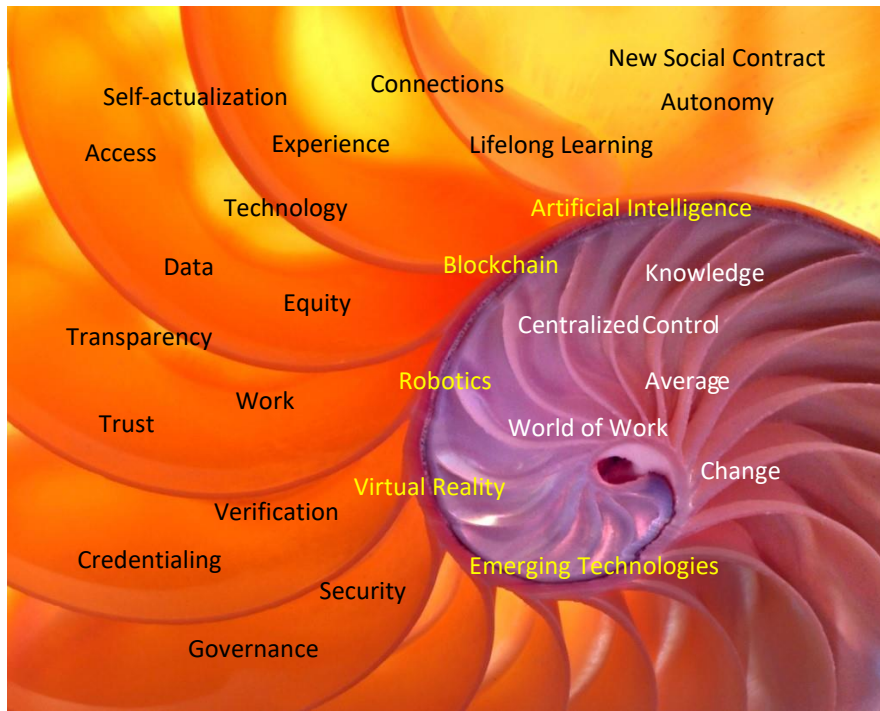 New Social Contract
Connections
Self-actualization
Autonomy
Experience
Lifelong Learning
Access
Technology
Artificial Intelligence
Data
Blockchain
Knowledge
Equity
Centralized Control
Transparency
Robotics
Average
Work
Trust
World of Work
Change
Virtual Reality
Verification
Credentialing
Emerging Technologies
Security
Governance